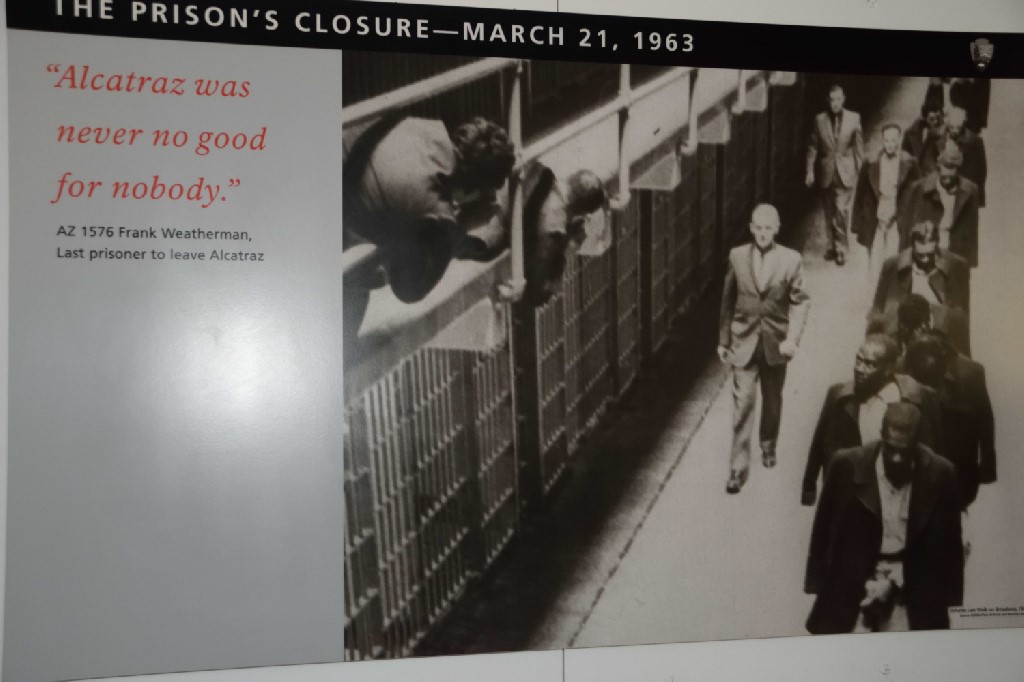 THE PRISON'S CLOSURE—MARCH 21, 1963
“Alcatraz was
never no good
for nobody.”
AZ 1576 Frank Weatherman,
Last prisoner to leave Alcatraz